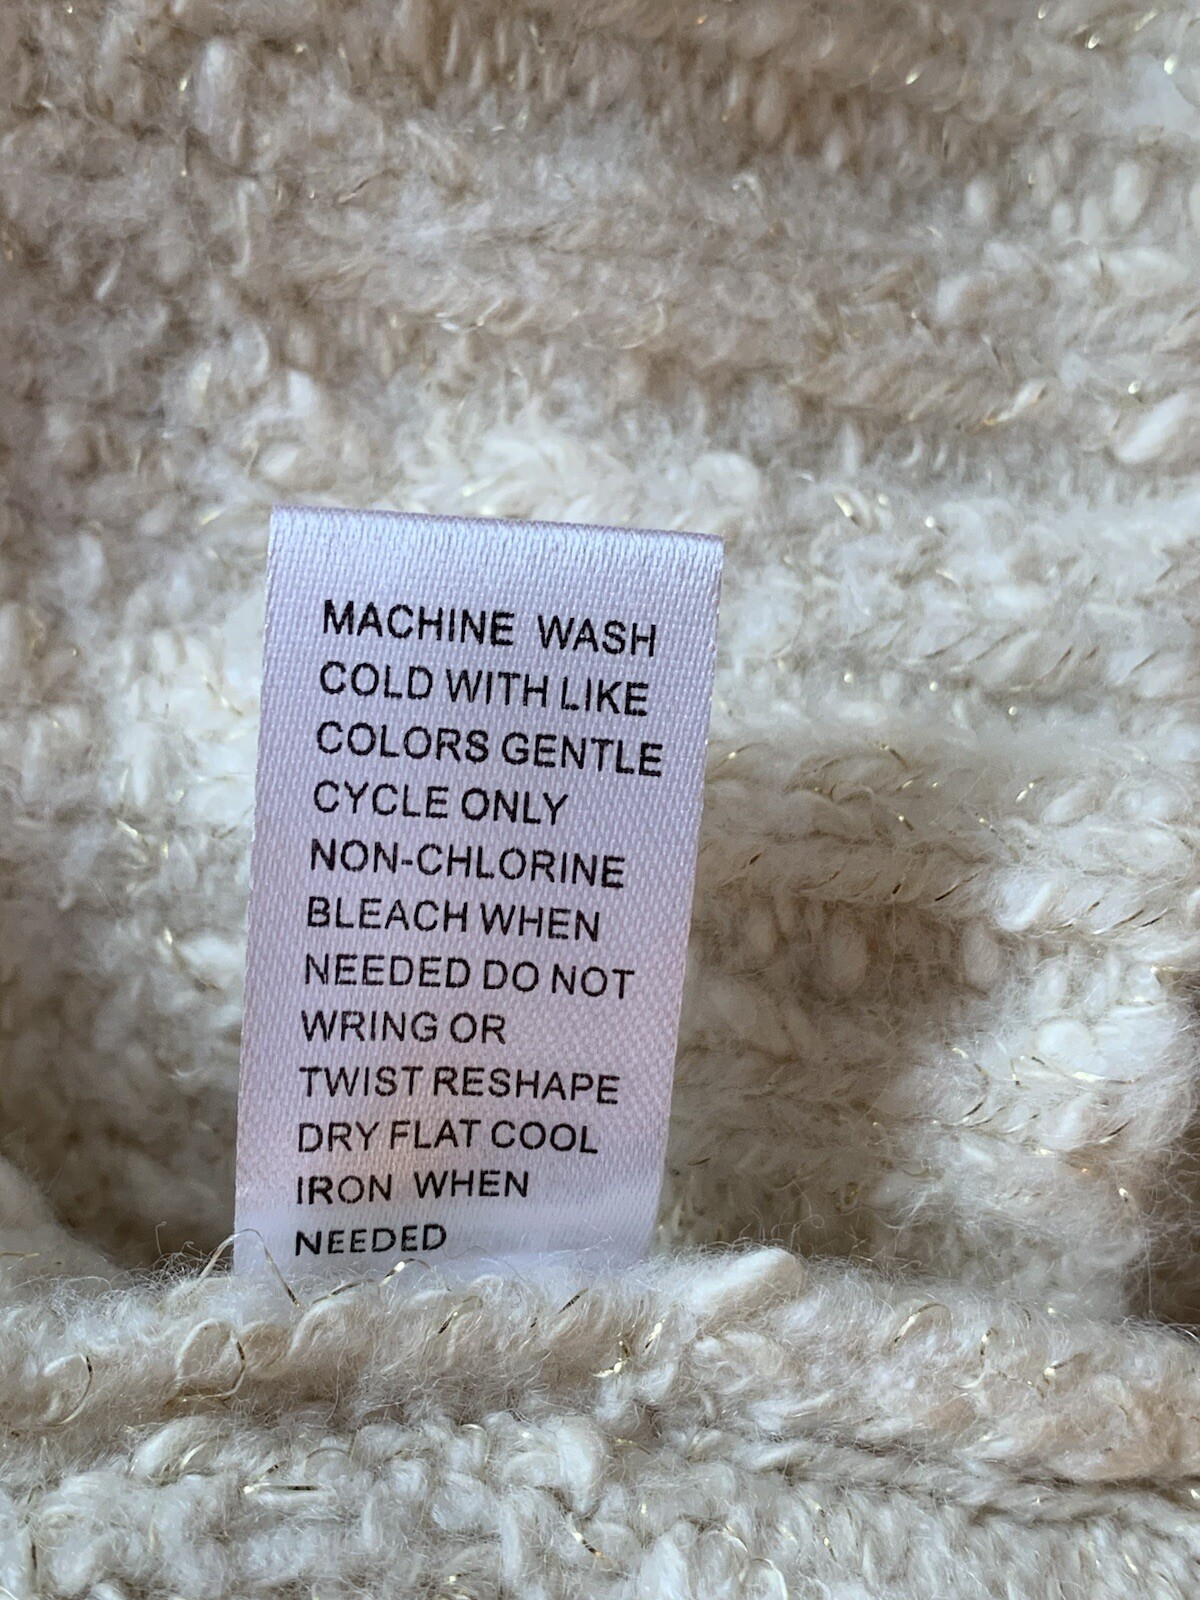 MACHINE WASH
COLD WITH LIKE
COLORS GENTLE
CYCLE ONLY
NON-CHLORINE
BLEACH WHEN
NEEDED DO NOT
WRING OR
TWIST RESHAPE
DRY FLAT COOL
IRON WHEN
NEEDED